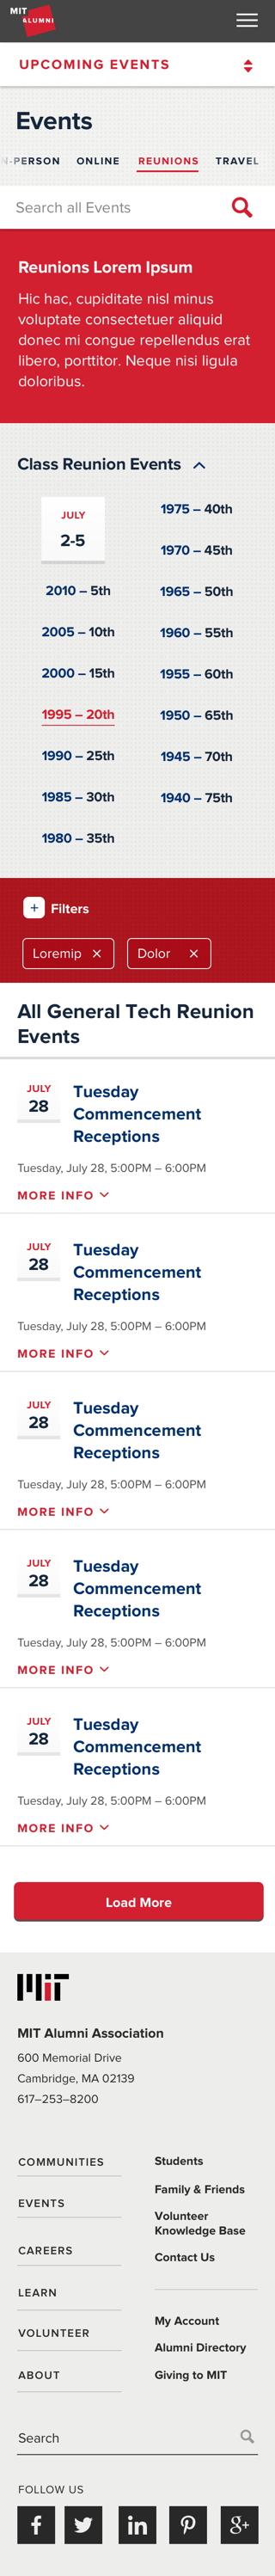 MIT
ALUMNI
UPCOMING EVENTS
Events
N-PERSON ONLINE REUNIONS TRAVEL
Search all Events
Reunions Lorem Ipsum
Hic hac, cupiditate nisl minus
voluptate consectetuer aliquid
donec mi congue repellendus erat
libero, porttitor. Neque nisi ligula
doloribus.
Class Reunion Events
JULY
2-5
2010 – 5th
2005 – 10th
2000 – 15th
1995 – 20th
1990 – 25th
1985 – 30th
1980 – 35th
1975 – 40th
1970 – 45th
1965 – 50th
1960 – 55th
1955 – 60th
1950 – 65th
1945 – 70th
1940 – 75th
+ Filters
Loremip ×
Dolor ×
All General Tech Reunion
Events
JULY
28
Tuesday
Commencement
Receptions
Tuesday, July 28, 5:00PM – 6:00PM
MORE INFO
JULY
28
Tuesday
Commencement
Receptions
Tuesday, July 28, 5:00PM – 6:00PM
MORE INFO
JULY
28
Tuesday
Commencement
Receptions
Tuesday, July 28, 5:00PM – 6:00PM
MORE INFO
JULY
28
Tuesday
Commencement
Receptions
Tuesday, July 28, 5:00PM – 6:00PM
MORE INFO
JULY
28
Tuesday
Commencement
Receptions
Tuesday, July 28, 5:00PM – 6:00PM
MORE INFO
Load More
MIT
MIT Alumni Association
600 Memorial Drive
Cambridge, MA 02139
617–253–8200
COMMUNITIES
EVENTS
CAREERS
LEARN
VOLUNTEER
ABOUT
Students
Family & Friends
Volunteer
Knowledge Base
Contact Us
My Account
Alumni Directory
Giving to MIT
Search
FOLLOW US
f
in
g+